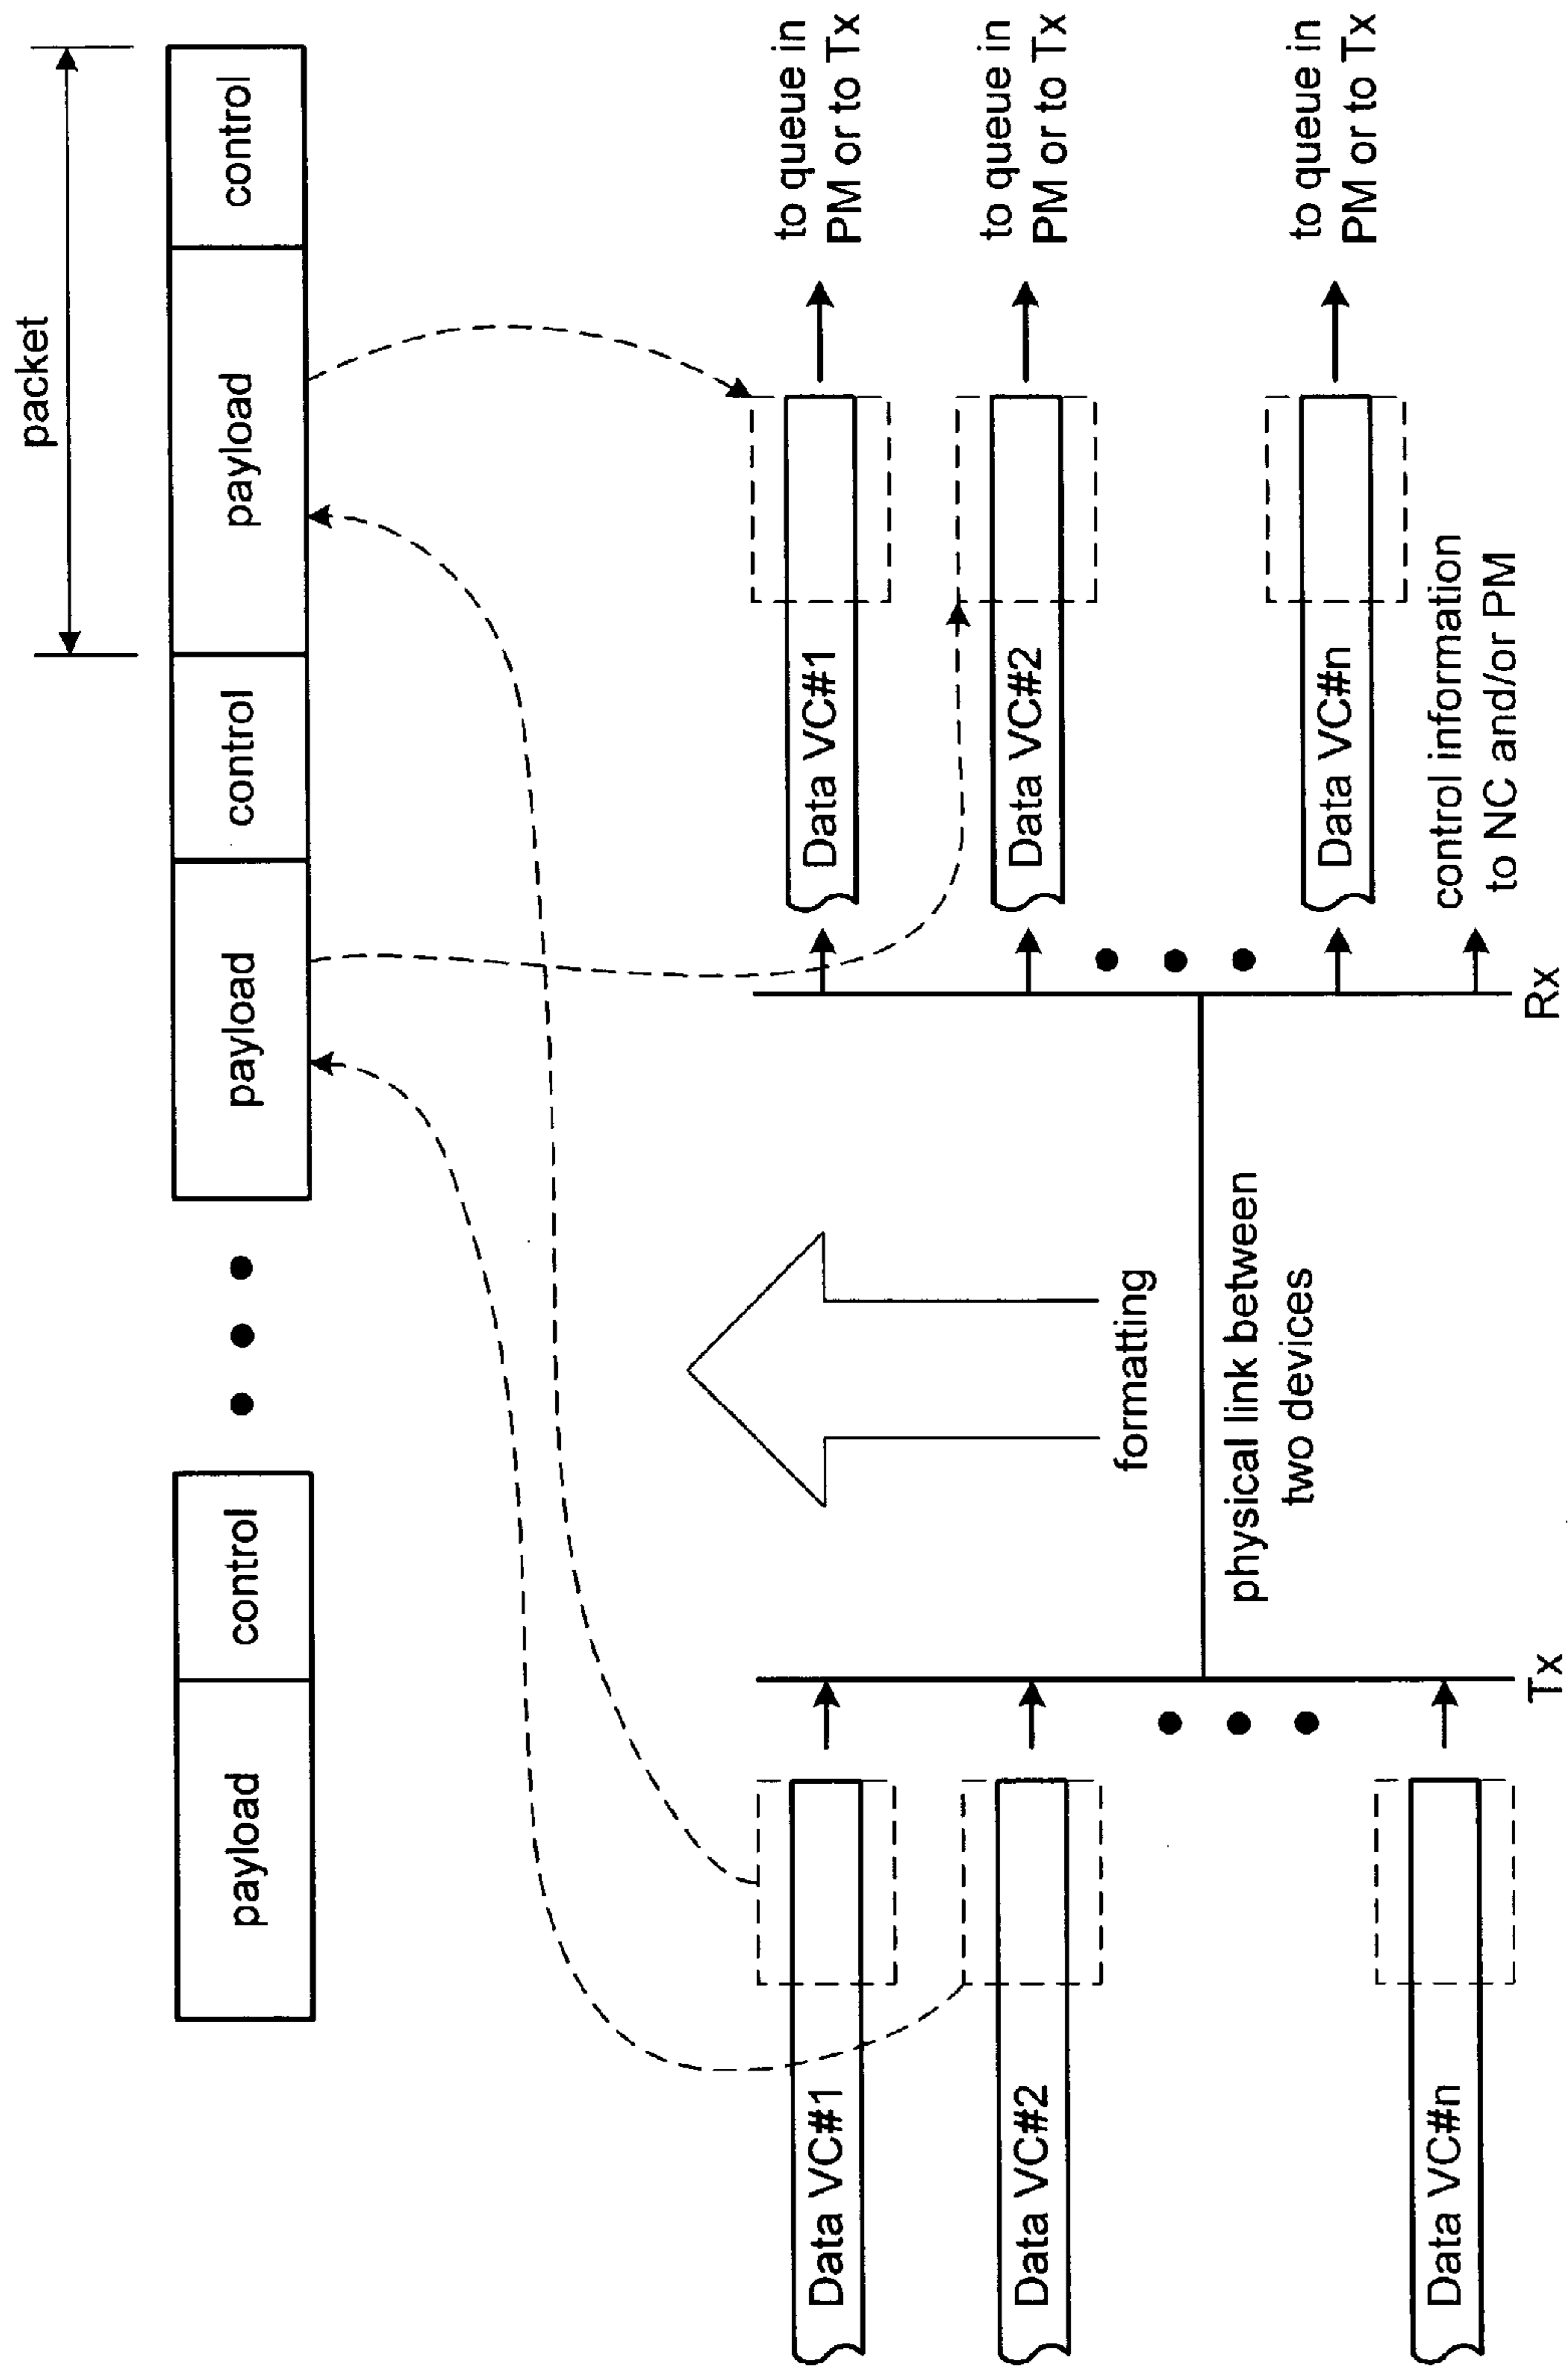 packet
payload
control
payload
control
payload
control
formatting
physical link between
two devices
Tx
Rx
Data VC#1
Data VC#2
Data VC#n
Data VC#1
Data VC#2
Data VC#n
to queue in
PM or to Tx
to queue in
PM or to Tx
to queue in
PM or to Tx
control information
to NC and/or PM